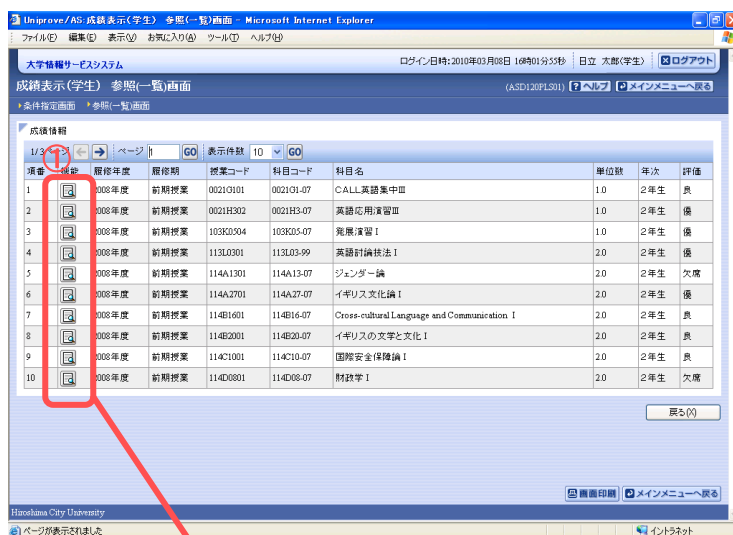 Uniprove/AS:成績表示(学生) 参照(一覧)画面 - Microsoft Internet Explorer
ファイル(F) 編集(E) 表示(V) お気に入り(A) ツール(T) ヘルプ(H)
大学情報サービスシステム ログイン日時:2010年03月08日 16時01分55秒 日立 太郎(学生) ログアウト
成績表示(学生) 参照(一覧)画面 (ASD120PLS01) ヘルプ メインメニューへ戻る
条件指定画面 参照(一覧)画面
成績情報
1/3 ページ 1 GO 表示件数 10 GO
①
項番 機能 履修年度 履修期 授業コード 科目コード 科目名 単位数 年次 評価
1 2008年度 前期授業 0021G101 0021G1-07 CALL英語集中Ⅲ 1.0 2年生 良
2 2008年度 前期授業 0021H302 0021H3-07 英語応用演習Ⅲ 1.0 2年生 優
3 2008年度 前期授業 103K0504 103K05-07 発展演習Ⅰ 1.0 2年生 優
4 2008年度 前期授業 113L0301 113L03-99 英語討論技法Ⅰ 2.0 2年生 優
5 2008年度 前期授業 114A1301 114A13-07 ジェンダー論 2.0 2年生 欠席
6 2008年度 前期授業 114A2701 114A27-07 イギリス文化論Ⅰ 2.0 2年生 優
7 2008年度 前期授業 114B1601 114B16-07 Cross-cultural Language and Communication Ⅰ 2.0 2年生 良
8 2008年度 前期授業 114B2001 114B20-07 イギリスの文学と文化Ⅰ 2.0 2年生 良
9 2008年度 前期授業 114C1001 114C10-07 国際安全保障論Ⅰ 2.0 2年生 良
10 2008年度 前期授業 114D0801 114D08-07 財政学Ⅰ 2.0 2年生 欠席
戻る(X)
画面印刷 メインメニューへ戻る
Hiroshima City University
ページが表示されました イントラネット